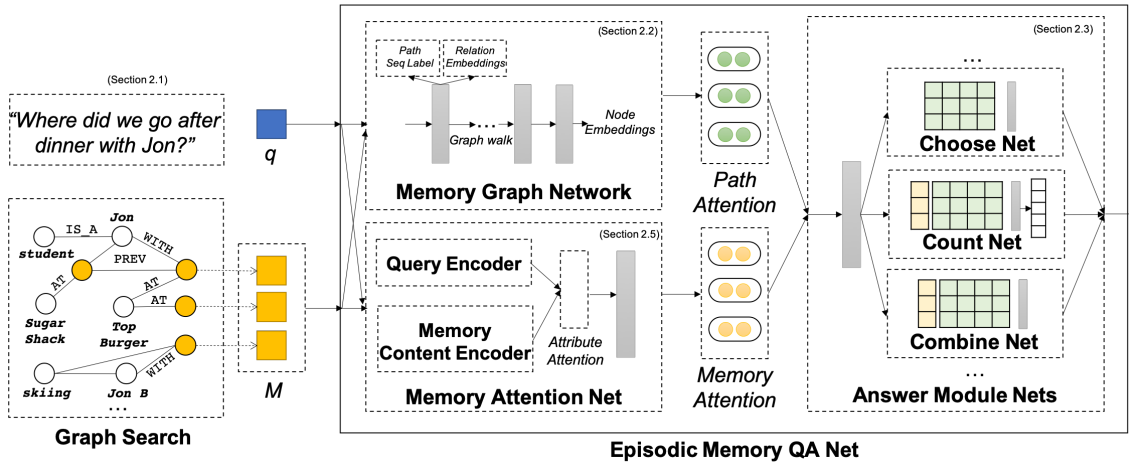 (Section 2.1)
“Where did we go after
dinner with Jon?”
q
Jon
IS_A
student
WITH
PREV
AT
AT
AT
Sugar
Shack
Top
Burger
WITH
skiing
Jon B
...
M
Graph Search
(Section 2.2)
Path
Seq Label
Relation
Embeddings
...
Graph walk
Node
Embeddings
Memory Graph Network
(Section 2.5)
Query Encoder
Memory
Content Encoder
Attribute
Attention
Memory Attention Net
Path
Attention
Memory
Attention
(Section 2.3)
...
Choose Net
Count Net
Combine Net
...
Answer Module Nets
Episodic Memory QA Net